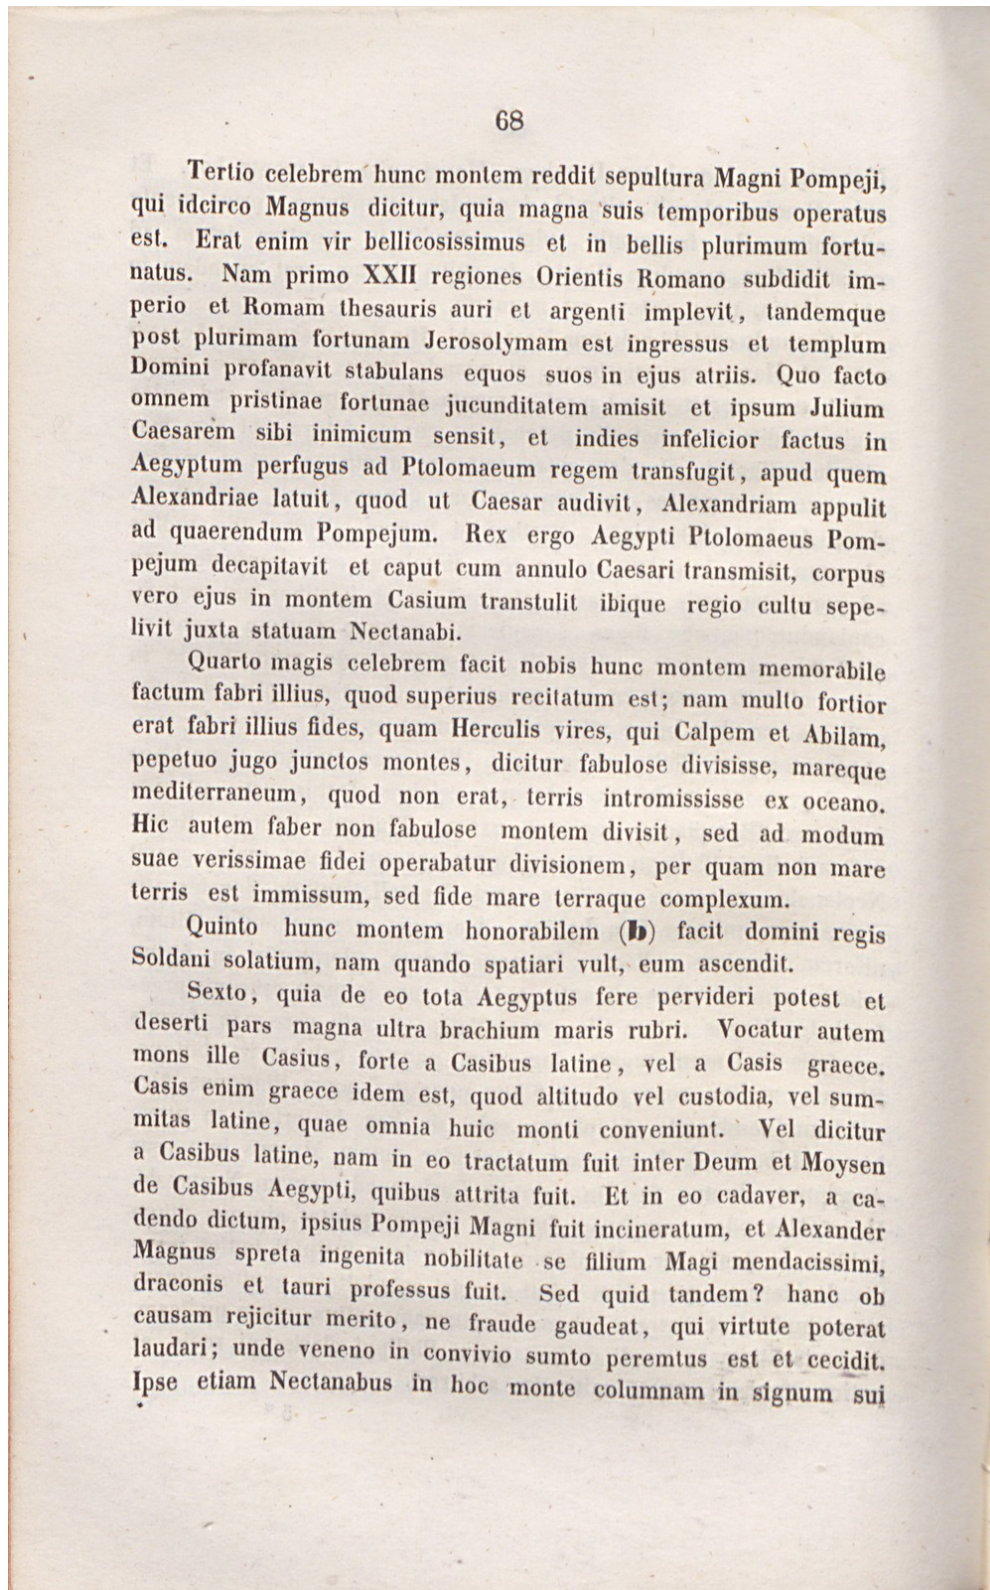 68
Tertio celebrem hunc montem reddit sepultura Magni Pompeji,
qui idcirco Magnus dicitur, quia magna suis temporibus operatus
est. Erat enim vir bellicosissimus et in bellis plurimum fortu-
natus. Nam primo XXII regiones Orientis Romano subdidit im-
perio et Romam thesauris auri et argenti implevit, tandemque
post plurimam fortunam Jerosolymam est ingressus et templum
Domini profanavit stabulans equos suos in ejus atriis. Quo facto
omnem pristinae fortunae jucunditatem amisit et ipsum Julium
Caesarem sibi inimicum sensit, et indies infelicior factus in
Aegyptum perfugus ad Ptolomaeum regem transfugit, apud quem
Alexandriae latuit, quod ut Caesar audivit, Alexandriam appulit
ad quaerendum Pompejum. Rex ergo Aegypti Ptolomaeus Pom-
pejum decapitavit et caput cum annulo Caesari transmisit, corpus
vero ejus in montem Casium transtulit ibique regio cultu sepe-
livit juxta statuam Nectanabi.
Quarto magis celebrem facit nobis hunc montem memorabile
factum fabri illius, quod superius recitatum est; nam multo fortior
erat fabri illius fides, quam Herculis vires, qui Calpem et Abilam,
pepetuo jugo junctos montes, dicitur fabulose divisisse, mareque
mediterraneum, quod non erat, terris intromississe ex oceano.
Hic autem faber non fabulose montem divisit, sed ad modum
suae verissimae fidei operabatur divisionem, per quam non mare
terris est immissum, sed fide mare terraque complexum.
Quinto hunc montem honorabilem (b) facit domini regis
Soldani solatium, nam quando spatiari vult, eum ascendit.
Sexto, quia de eo tota Aegyptus fere pervideri potest et
deserti pars magna ultra brachium maris rubri. Vocatur autem
mons ille Casius, forte a Casibus latine, vel a Casis graece.
Casis enim graece idem est, quod altitudo vel custodia, vel sum-
mitas latine, quae omnia huic monti conveniunt. Vel dicitur
a Casibus latine, nam in eo tractatum fuit inter Deum et Moysen
de Casibus Aegypti, quibus attrita fuit. Et in eo cadaver, a ca-
dendo dictum, ipsius Pompeji Magni fuit incineratum, et Alexander
Magnus spreta ingenita nobilitate se filium Magi mendacissimi,
draconis et tauri professus fuit. Sed quid tandem? hanc ob
causam rejicitur merito, ne fraude gaudeat, qui virtute poterat
laudari; unde veneno in convivio sumto peremtus est et cecidit.
Ipse etiam Nectanabus in hoc monte columnam in signum sui